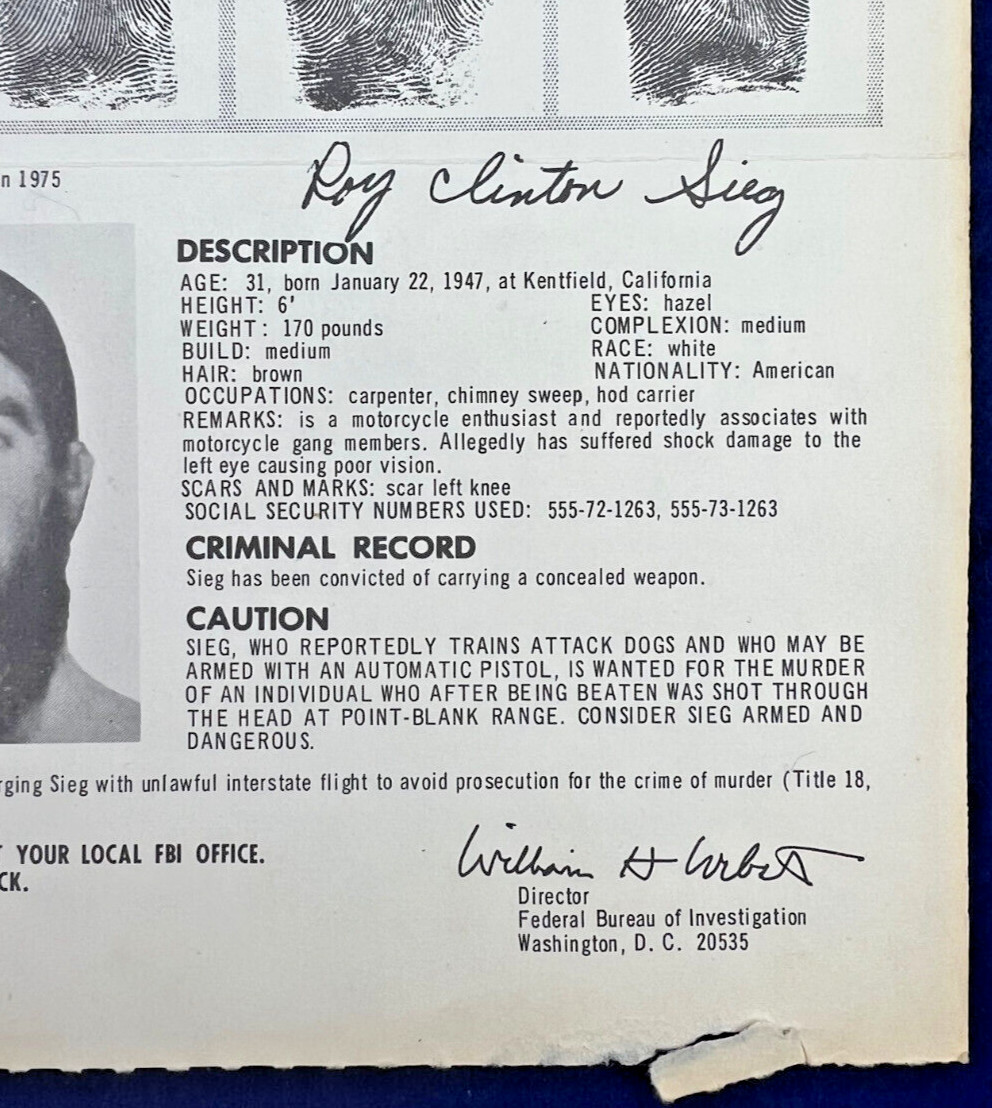 n 1975
Roy Clinton Sieg
DESCRIPTION
AGE: 31, born January 22, 1947, at Kentfield, California
HEIGHT: 6' EYES: hazel
WEIGHT: 170 pounds COMPLEXION: medium
BUILD: medium RACE: white
HAIR: brown NATIONALITY: American
OCCUPATIONS: carpenter, chimney sweep, hod carrier
REMARKS: is a motorcycle enthusiast and reportedly associates with
motorcycle gang members. Allegedly has suffered shock damage to the
left eye causing poor vision.
SCARS AND MARKS: scar left knee
SOCIAL SECURITY NUMBERS USED: 555-72-1263, 555-73-1263
CRIMINAL RECORD
Sieg has been convicted of carrying a concealed weapon.
CAUTION
SIEG, WHO REPORTEDLY TRAINS ATTACK DOGS AND WHO MAY BE
ARMED WITH AN AUTOMATIC PISTOL, IS WANTED FOR THE MURDER
OF AN INDIVIDUAL WHO AFTER BEING BEATEN WAS SHOT THROUGH
THE HEAD AT POINT-BLANK RANGE. CONSIDER SIEG ARMED AND
DANGEROUS.
rging Sieg with unlawful interstate flight to avoid prosecution for the crime of murder (Title 18,
YOUR LOCAL FBI OFFICE.
CK.
William H Webster
Director
Federal Bureau of Investigation
Washington, D. C. 20535